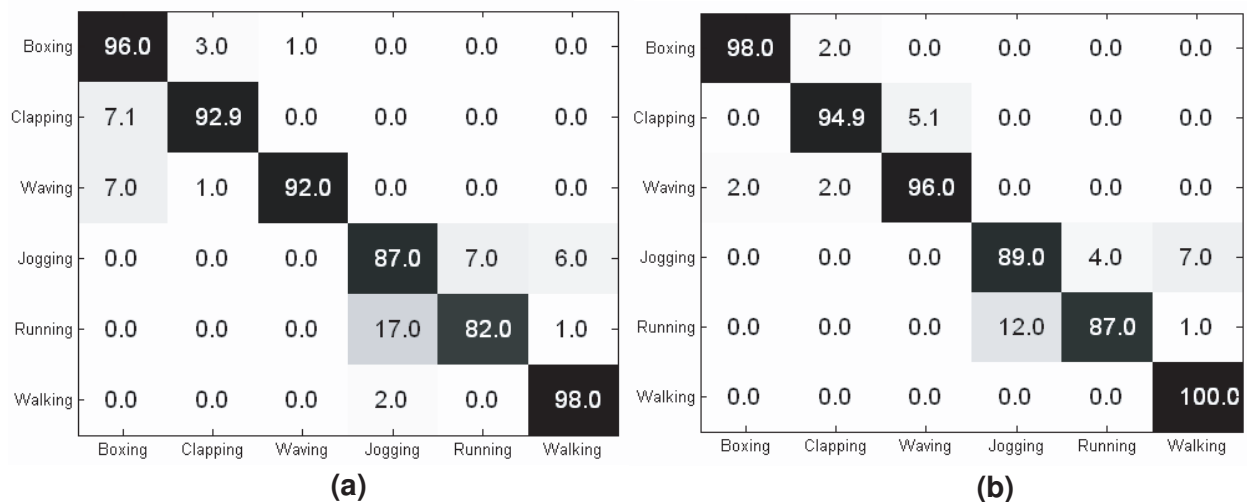 Boxing 96.0 3.0 1.0 0.0 0.0 0.0
Clapping 7.1 92.9 0.0 0.0 0.0 0.0
Waving 7.0 1.0 92.0 0.0 0.0 0.0
Jogging 0.0 0.0 0.0 87.0 7.0 6.0
Running 0.0 0.0 0.0 17.0 82.0 1.0
Walking 0.0 0.0 0.0 2.0 0.0 98.0
Boxing Clapping Waving Jogging Running Walking
(a)
Boxing 98.0 2.0 0.0 0.0 0.0 0.0
Clapping 0.0 94.9 5.1 0.0 0.0 0.0
Waving 2.0 2.0 96.0 0.0 0.0 0.0
Jogging 0.0 0.0 0.0 89.0 4.0 7.0
Running 0.0 0.0 0.0 12.0 87.0 1.0
Walking 0.0 0.0 0.0 0.0 0.0 100.0
Boxing Clapping Waving Jogging Running Walking
(b)